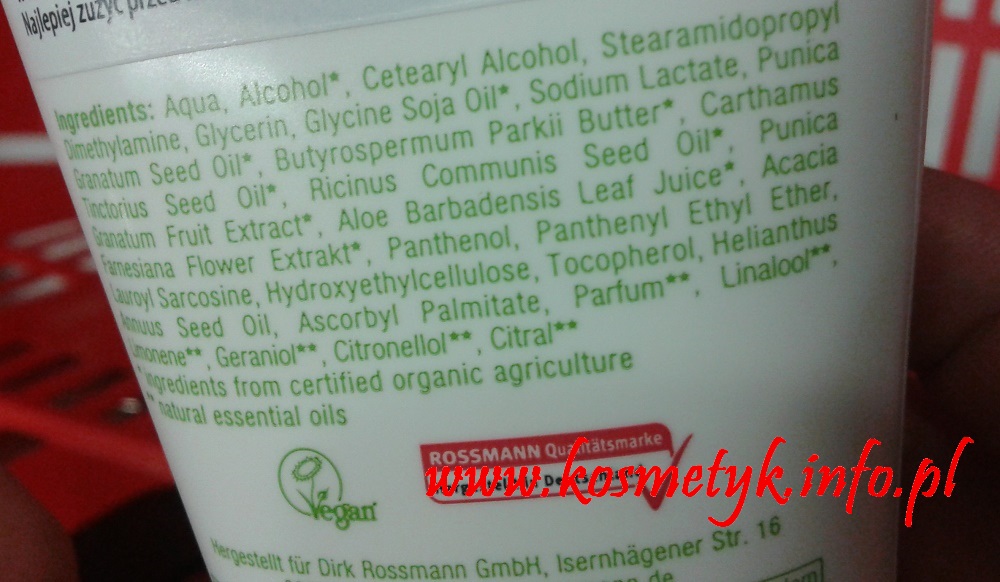 Najlepiej zużyć przed
Ingredients: Aqua, Alcohol*, Cetearyl Alcohol, Stearamidopropyl
Dimethylamine, Glycerin, Glycine Soja Oil*, Sodium Lactate, Punica
Granatum Seed Oil*, Butyrospermum Parkii Butter*, Carthamus
Tinctorius Seed Oil*, Ricinus Communis Seed Oil*, Punica
Granatum Fruit Extract*, Aloe Barbadensis Leaf Juice*, Acacia
Farnesiana Flower Extrakt*, Panthenol, Panthenyl Ethyl Ether,
Lauroyl Sarcosine, Hydroxyethylcellulose, Tocopherol, Helianthus
Annuus Seed Oil, Ascorbyl Palmitate, Parfum**, Linalool**,
Limonene**, Geraniol**, Citronellol**, Citral**
*ingredients from certified organic agriculture
** natural essential oils
Vegan
ROSSMANN Qualitätsmarke
www.kosmetyk.info.pl
Hergestellt für Dirk Rossmann GmbH, Isernhägener Str. 16